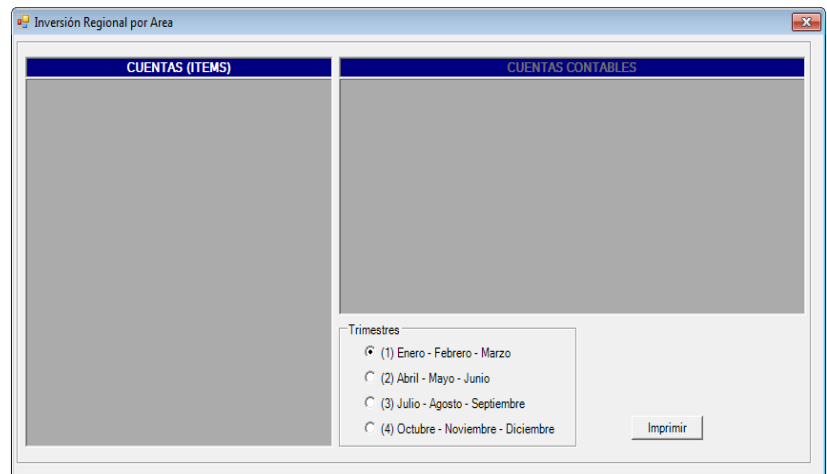 Inversión Regional por Area
CUENTAS (ITEMS)
CUENTAS CONTABLES
Trimestres
(1) Enero - Febrero - Marzo
(2) Abril - Mayo - Junio
(3) Julio - Agosto - Septiembre
(4) Octubre - Noviembre - Diciembre
Imprimir